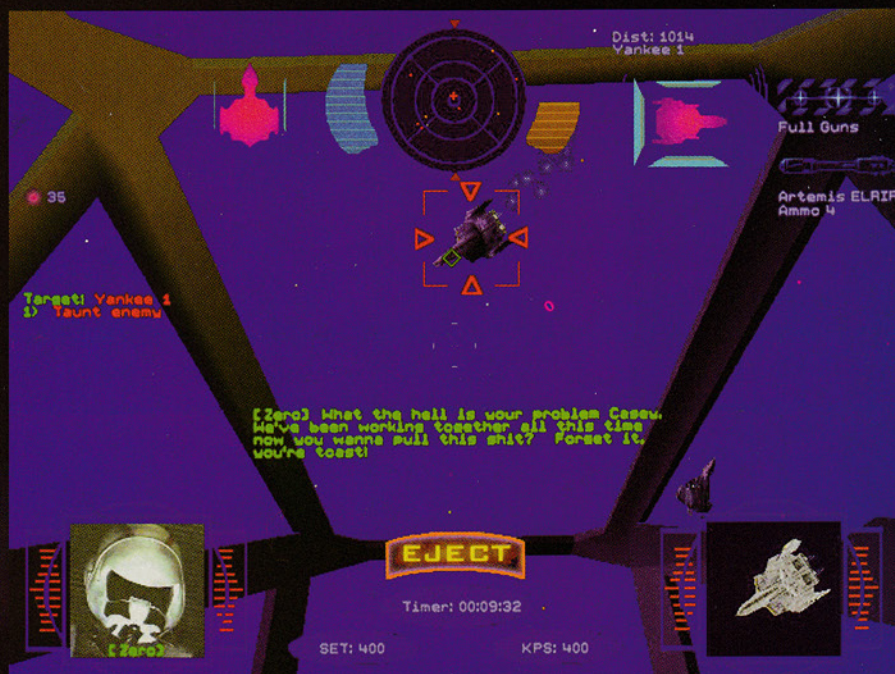 Dist: 1014
Yankee 1
Full Guns
35
Artemis ELRIF
Ammo 4
Target: Yankee 1
1) Taunt enemy
[Zero] What the hell is your problem Casey.
We've been working together all this time
now you wanna pull this shit? Forget it,
you're toast!
EJECT
Timer: 00:09:32
[Zero]
SET: 400
KPS: 400